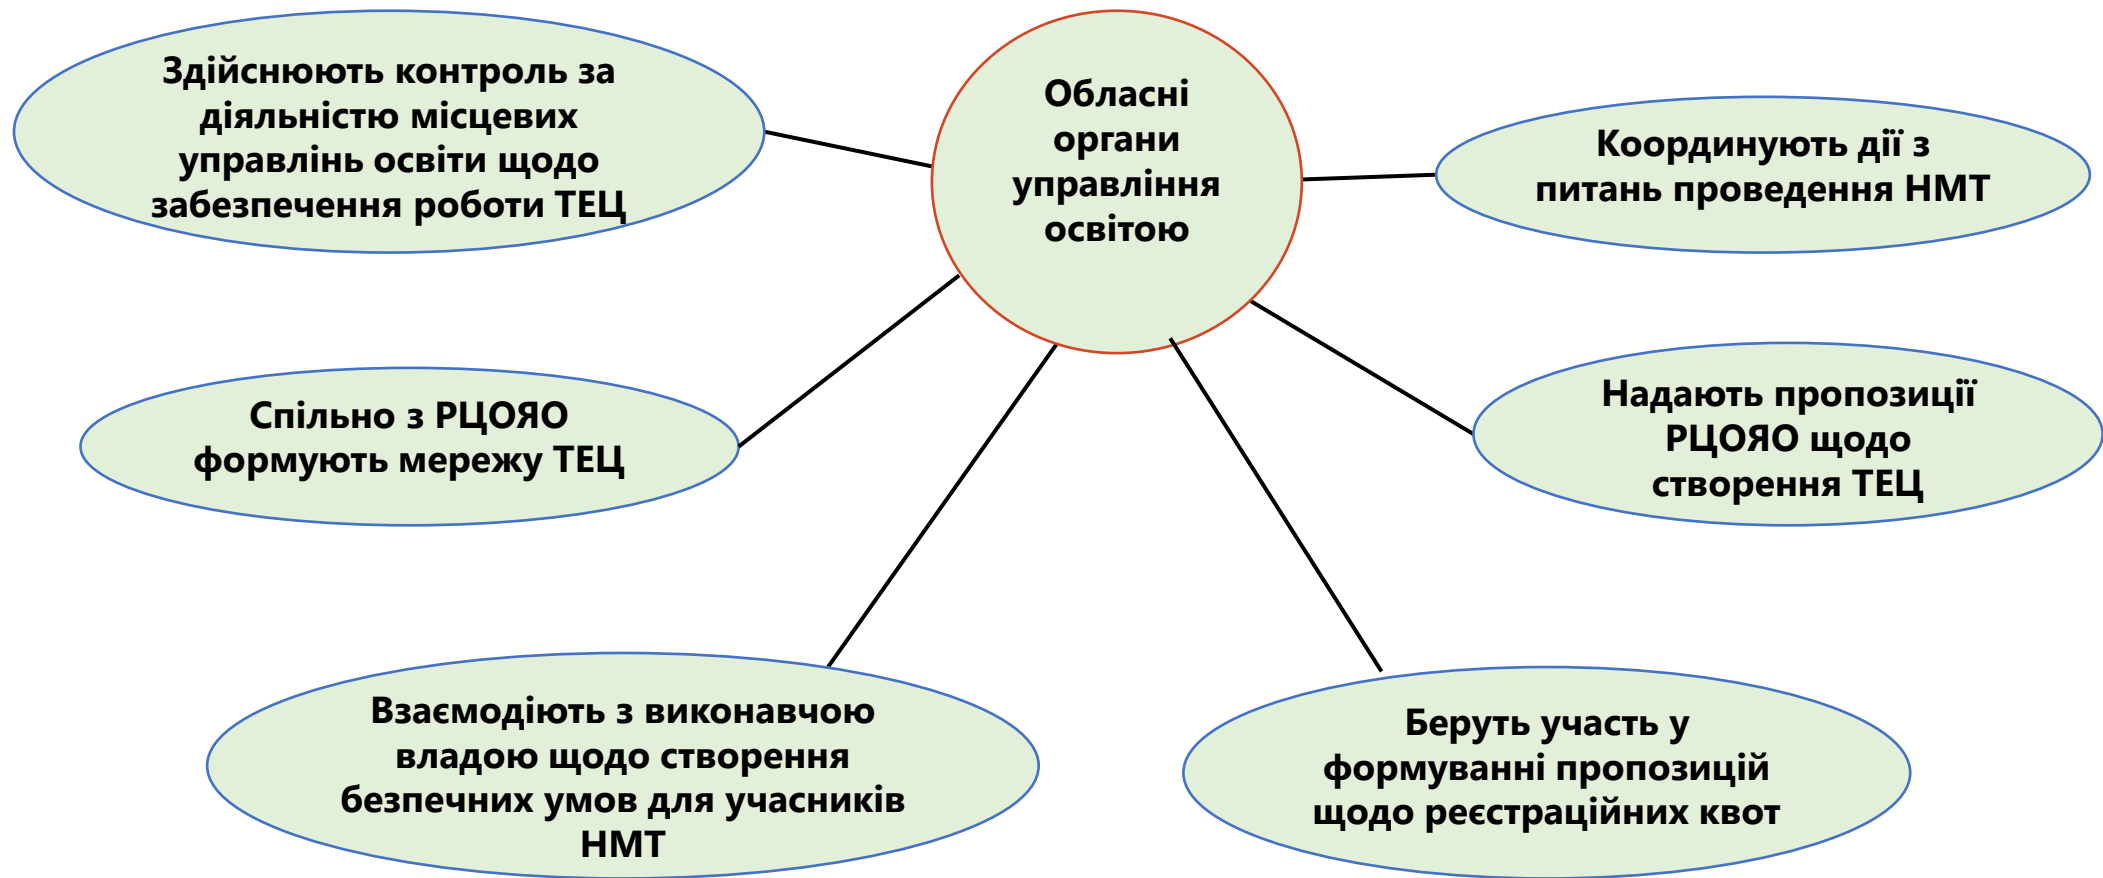 Здійснюють контроль за
діяльністю місцевих
управлінь освіти щодо
забезпечення роботи ТЕЦ
Обласні
органи
управління
освітою
Координують дії з
питань проведення НМТ
Спільно з РЦОЯО
формують мережу ТЕЦ
Надають пропозиції
РЦОЯО щодо
створення ТЕЦ
Взаємодіють з виконавчою
владою щодо створення
безпечних умов для учасників
НМТ
Беруть участь у
формуванні пропозицій
щодо реєстраційних квот